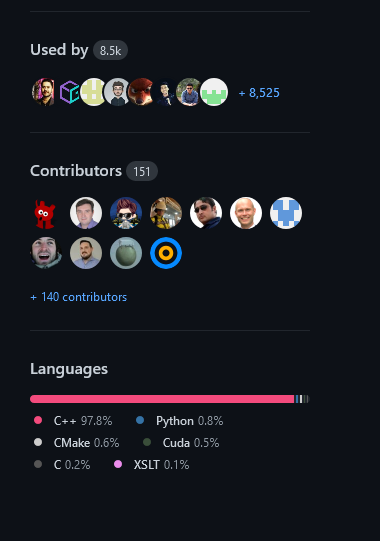 Used by 8.5k
+ 8,525
Contributors 151
+ 140 contributors
Languages
C++ 97.8% Python 0.8%
CMake 0.6% Cuda 0.5%
C 0.2% XSLT 0.1%